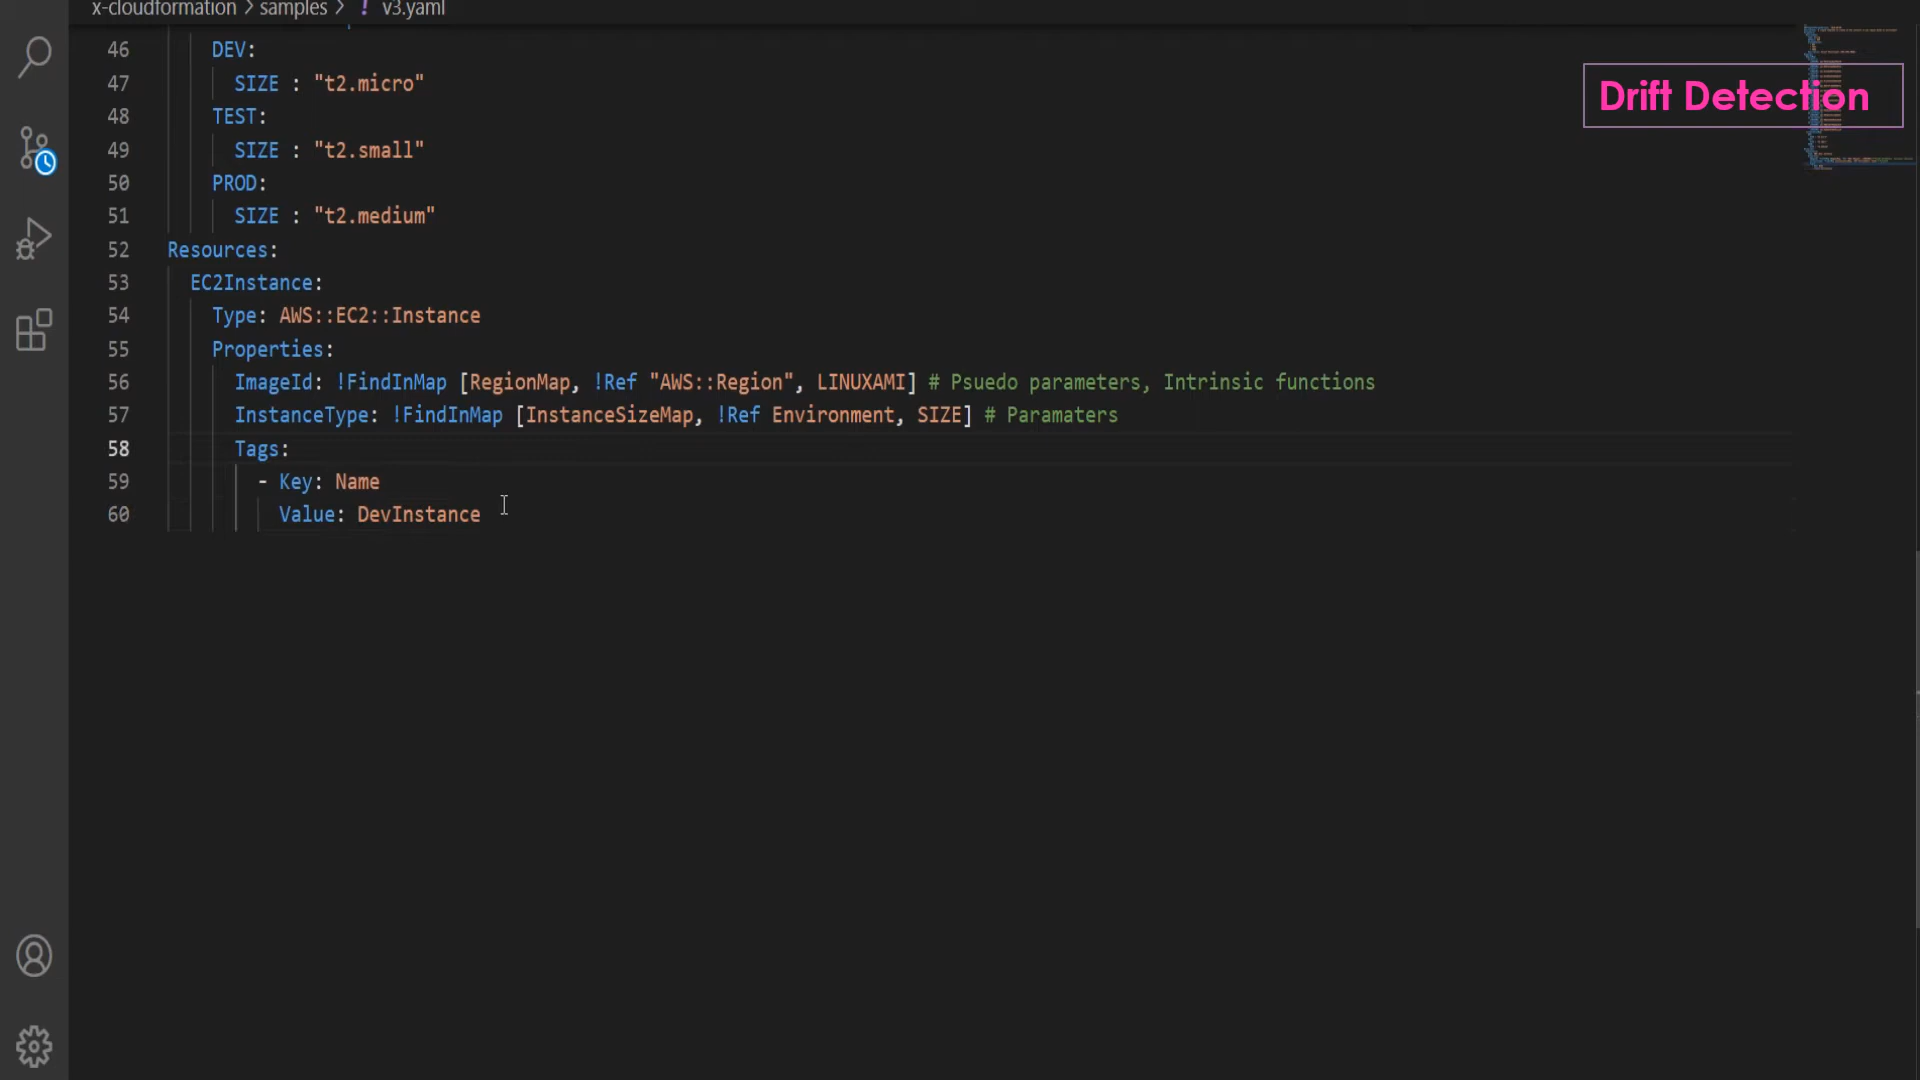 x-cloudformation > samples > ! v3.yaml
Drift Detection
46 DEV:
47 SIZE : "t2.micro"
48 TEST:
49 SIZE : "t2.small"
50 PROD:
51 SIZE : "t2.medium"
52 Resources:
53 EC2Instance:
54 Type: AWS::EC2::Instance
55 Properties:
56 ImageId: !FindInMap [RegionMap, !Ref "AWS::Region", LINUXAMI] # Psuedo parameters, Intrinsic functions
57 InstanceType: !FindInMap [InstanceSizeMap, !Ref Environment, SIZE] # Paramaters
58 Tags:
59 - Key: Name
60 Value: DevInstance